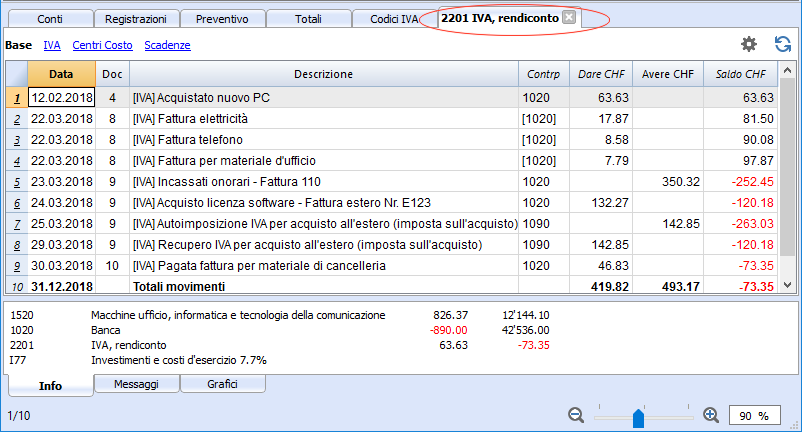 Conti Registrazioni Preventivo Totali Codici IVA 2201 IVA, rendiconto
Base IVA Centri Costo Scadenze
Data Doc Descrizione Contrp Dare CHF Avere CHF Saldo CHF
1 12.02.2018 4 [IVA] Acquistato nuovo PC 1020 63.63 63.63
2 22.03.2018 8 [IVA] Fattura elettricità [1020] 17.87 81.50
3 22.03.2018 8 [IVA] Fattura telefono [1020] 8.58 90.08
4 22.03.2018 8 [IVA] Fattura per materiale d'ufficio [1020] 7.79 97.87
5 23.03.2018 9 [IVA] Incassati onorari - Fattura 110 1020 350.32 -252.45
6 24.03.2018 9 [IVA] Acquisto licenza software - Fattura estero Nr. E123 1020 132.27 -120.18
7 25.03.2018 9 [IVA] Autoimposizione IVA per acquisto all'estero (imposta sull'acquisto) 1090 142.85 -263.03
8 29.03.2018 9 [IVA] Recupero IVA per acquisto all'estero (imposta sull'acquisto) 1090 142.85 -120.18
9 30.03.2018 10 [IVA] Pagata fattura per materiale di cancelleria 1020 46.83 -73.35
10 31.12.2018 Totali movimenti 419.82 493.17 -73.35
1520 Macchine ufficio, informatica e tecnologia della comunicazione 826.37 12'144.10
1020 Banca -890.00 42'536.00
2201 IVA, rendiconto 63.63 -73.35
I77 Investimenti e costi d'esercizio 7.7%
Info Messaggi Grafici
1/10 90 %